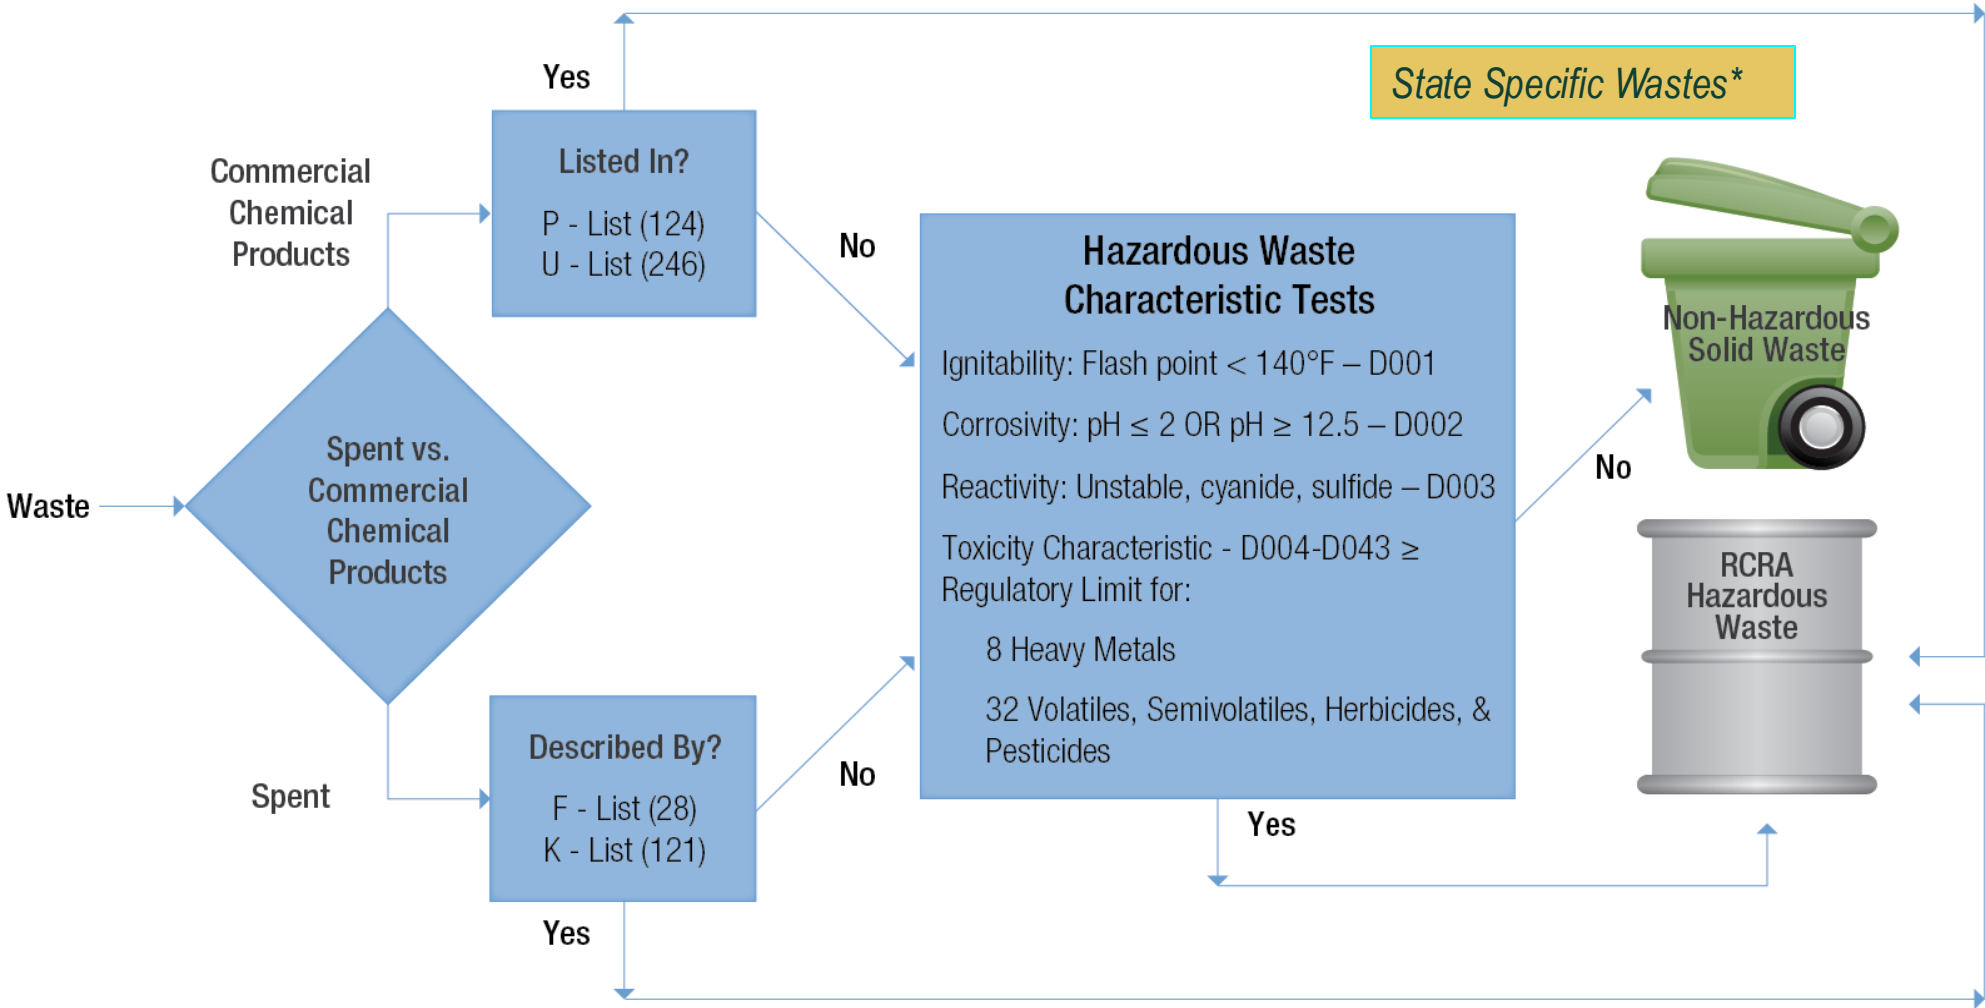 Waste
Spent vs.
Commercial
Chemical
Products
Commercial
Chemical
Products
Spent
Yes
Listed In?
P - List (124)
U - List (246)
No
Described By?
F - List (28)
K - List (121)
No
Yes
Hazardous Waste
Characteristic Tests
Ignitability: Flash point < 140°F – D001
Corrosivity: pH ≤ 2 OR pH ≥ 12.5 – D002
Reactivity: Unstable, cyanide, sulfide – D003
Toxicity Characteristic - D004-D043 ≥
Regulatory Limit for:
8 Heavy Metals
32 Volatiles, Semivolatiles, Herbicides, &
Pesticides
Yes
No
State Specific Wastes*
Non-Hazardous
Solid Waste
RCRA
Hazardous
Waste